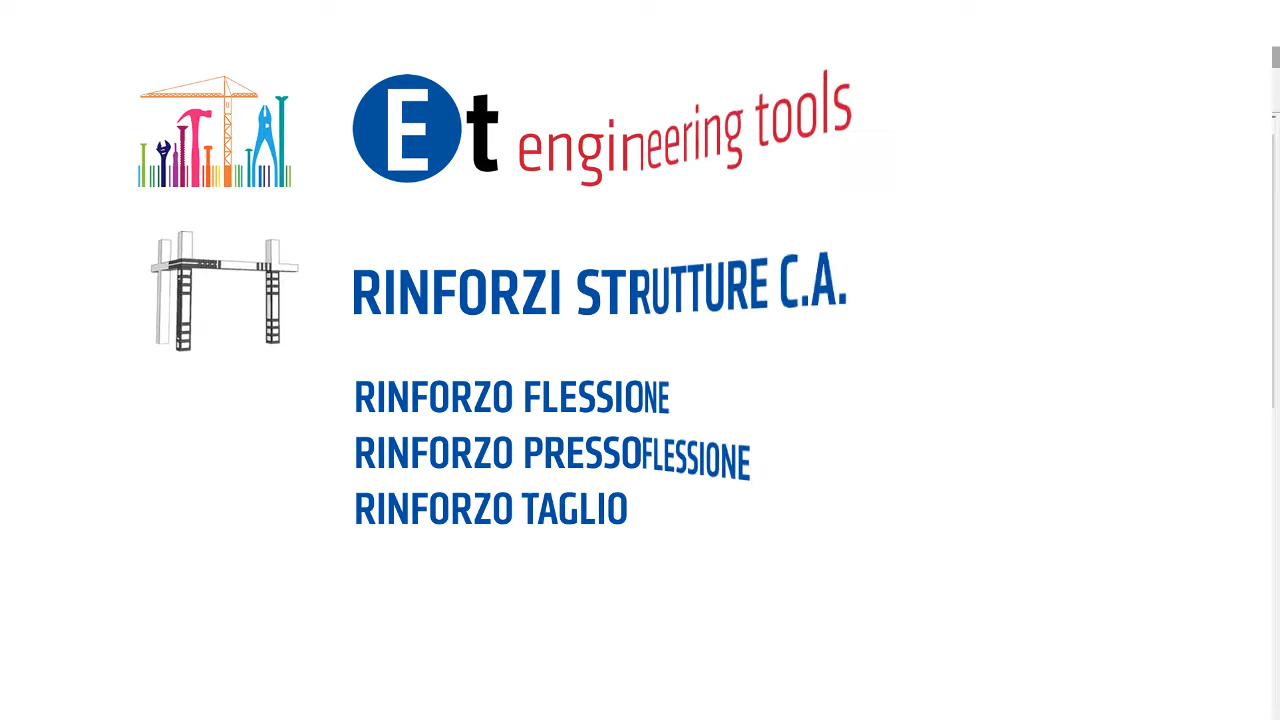 Et engineering tools
RINFORZI STRUTTURE C.A.
RINFORZO FLESSIONE
RINFORZO PRESSOFLESSIONE
RINFORZO TAGLIO